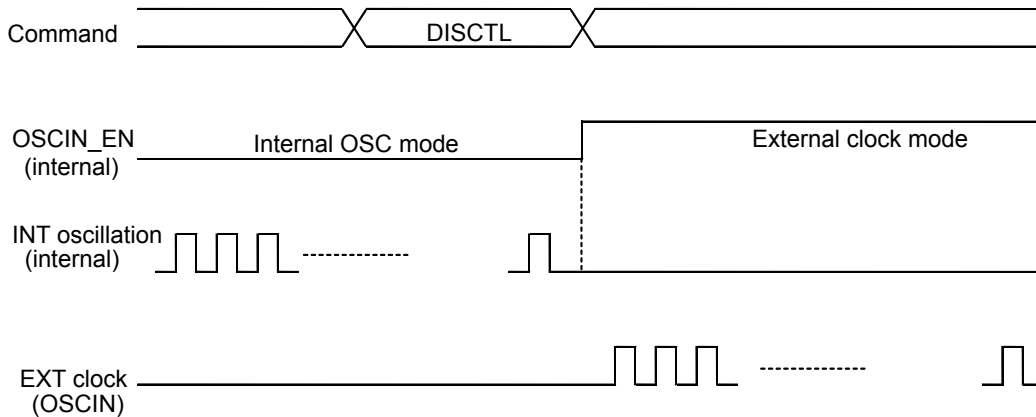 Command
DISCTL
OSCIN_EN
(internal)
Internal OSC mode
External clock mode
INT oscillation
(internal)
EXT clock
(OSCIN)